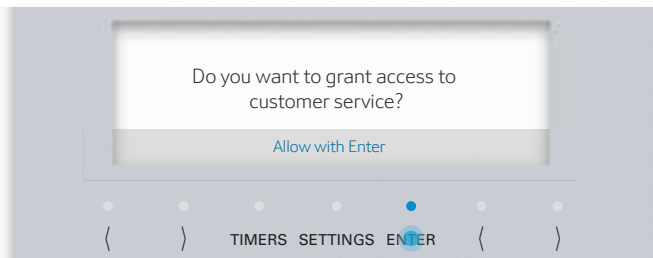 Do you want to grant access to
customer service?
Allow with Enter
⟨ ⟩ TIMERS SETTINGS ENTER ⟨ ⟩